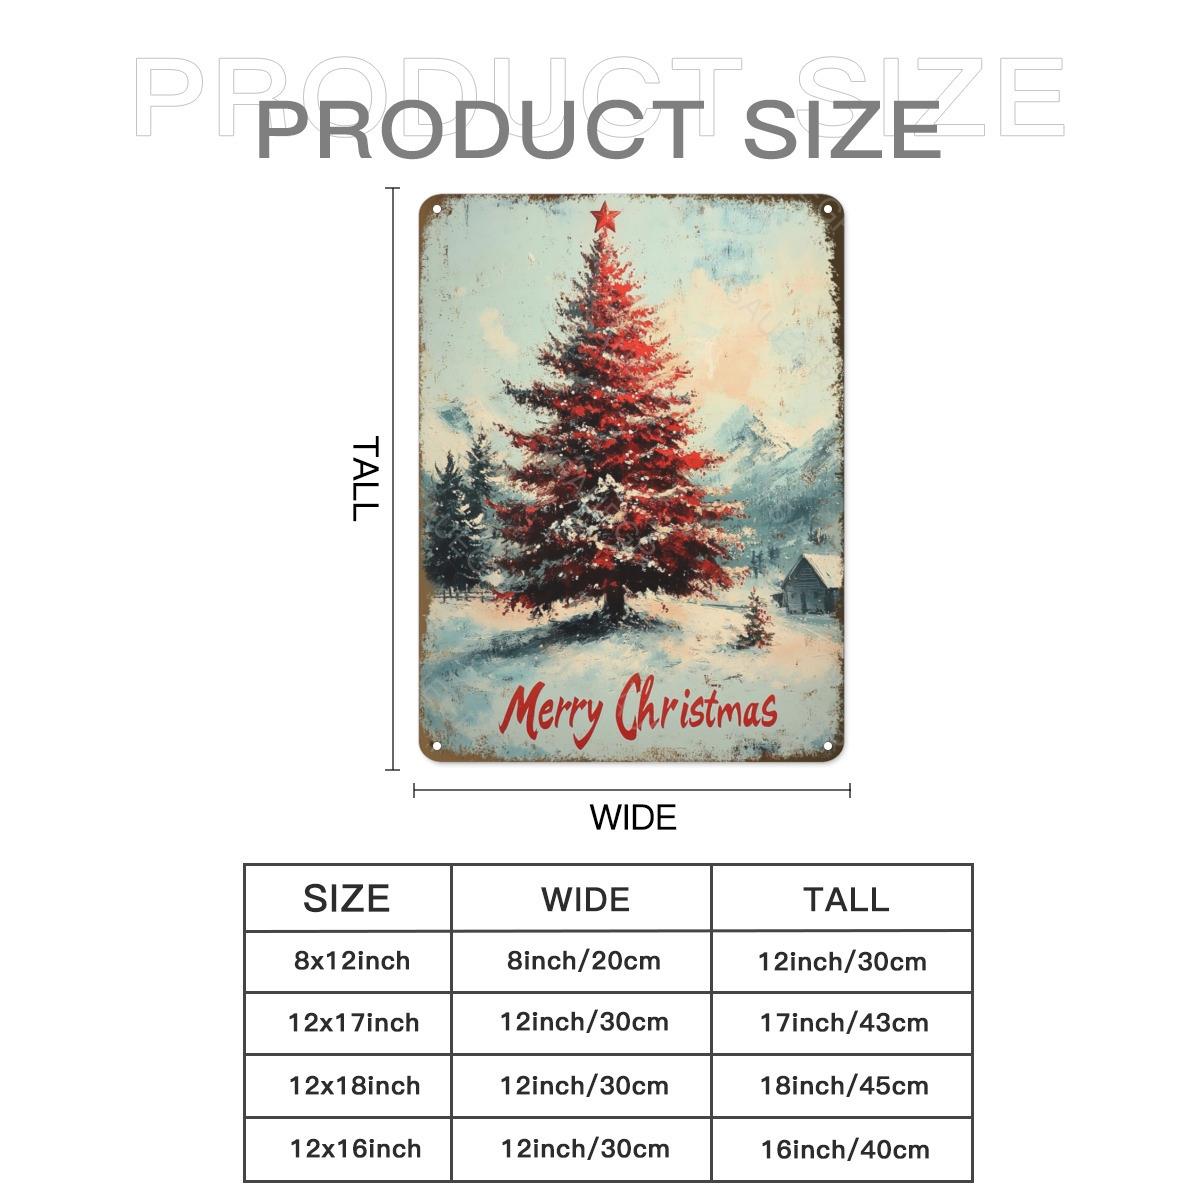 PRODUCT SIZE
PRODUCT SIZE
TALL
Merry Christmas
WIDE
SIZE WIDE TALL
8x12inch 8inch/20cm 12inch/30cm
12x17inch 12inch/30cm 17inch/43cm
12x18inch 12inch/30cm 18inch/45cm
12x16inch 12inch/30cm 16inch/40cm